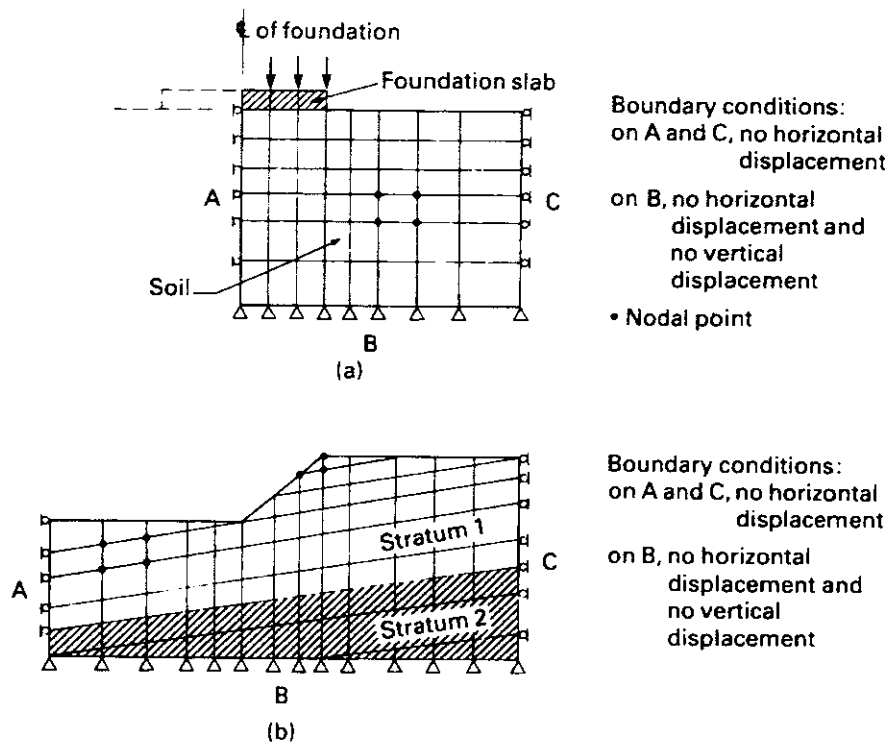 ℄ of foundation
Foundation slab
Boundary conditions:
on A and C, no horizontal
displacement
A
C
on B, no horizontal
displacement and
no vertical
displacement
Soil
• Nodal point
B
(a)
Boundary conditions:
on A and C, no horizontal
displacement
Stratum 1
A
C
on B, no horizontal
displacement and
no vertical
displacement
Stratum 2
B
(b)